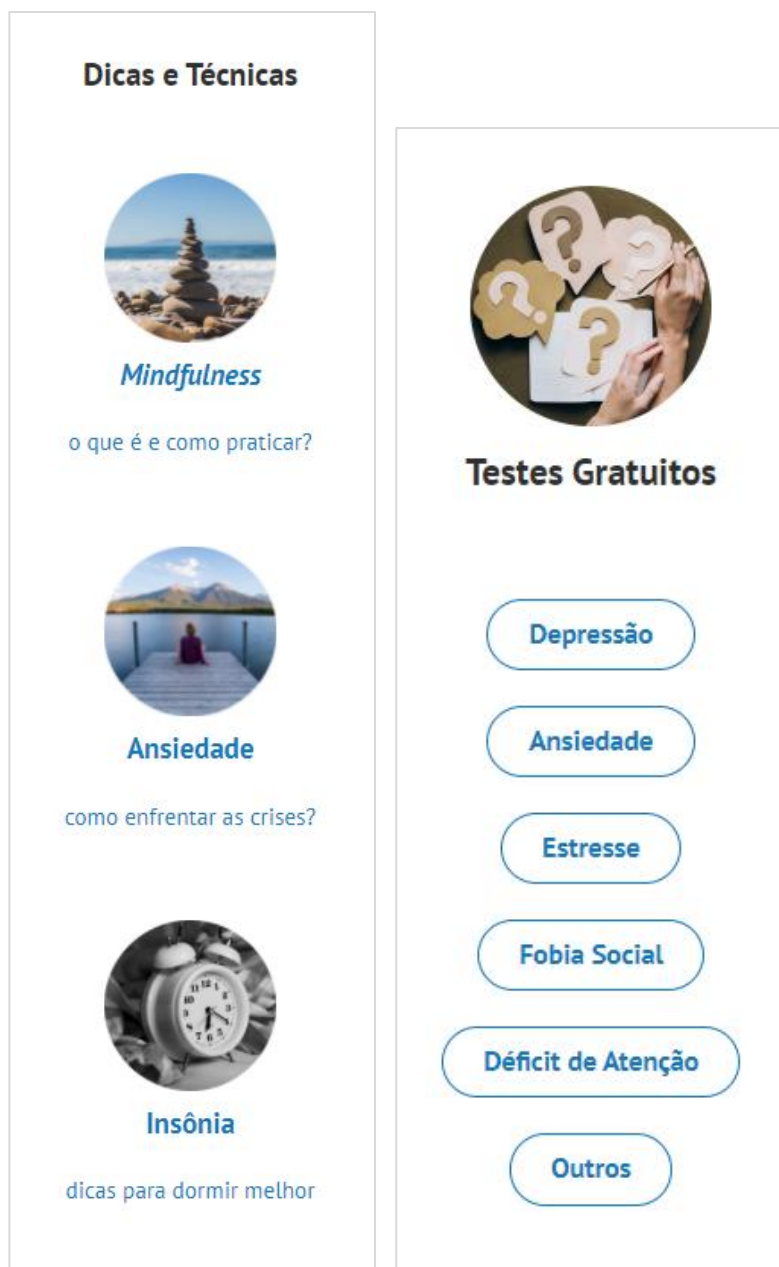 Dicas e Técnicas
Mindfulness
o que é e como praticar?
Ansiedade
como enfrentar as crises?
Insônia
dicas para dormir melhor
Testes Gratuitos
Depressão
Ansiedade
Estresse
Fobia Social
Déficit de Atenção
Outros